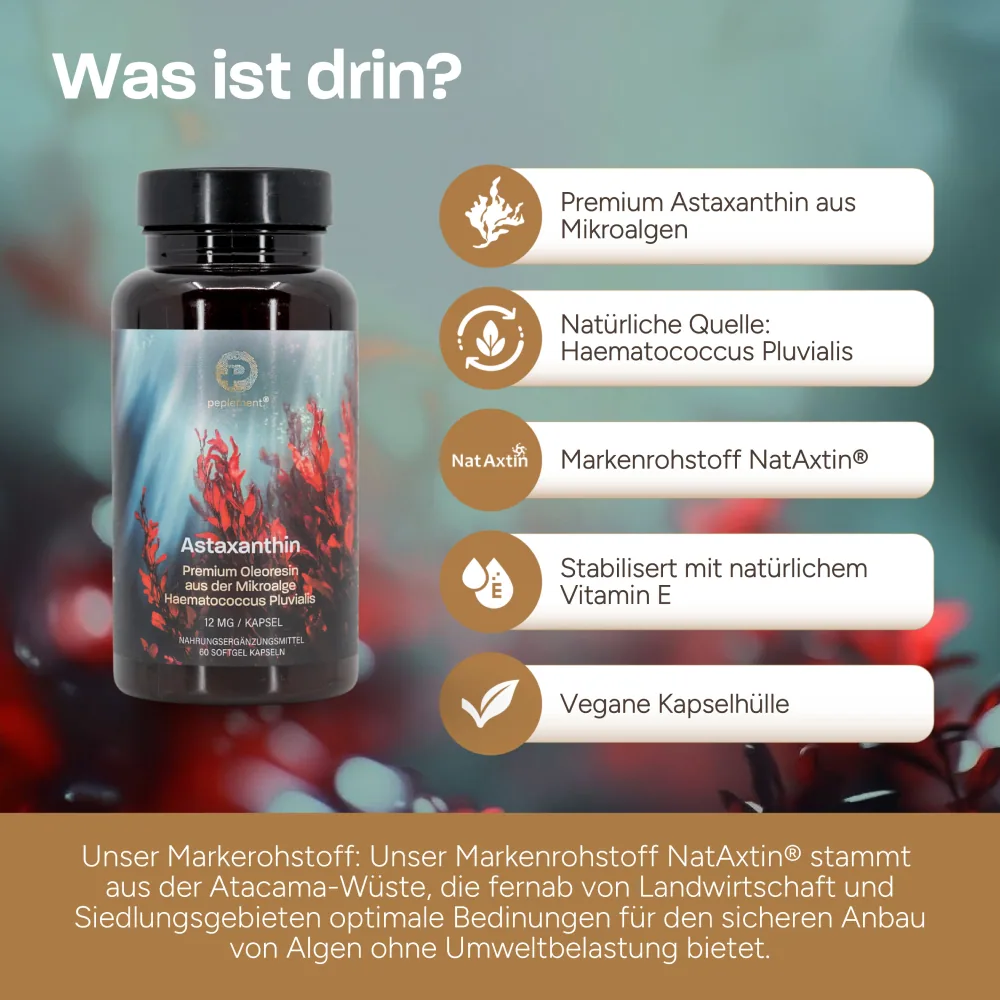 Was ist drin?
peplement®
Astaxanthin
Premium Oleoresin
aus der Mikroalge
Haematococcus Pluvialis
12 MG / KAPSEL
NAHRUNGSERGÄNZUNGSMITTEL
60 SOFTGEL KAPSELN
Premium Astaxanthin aus
Mikroalgen
Natürliche Quelle:
Haematococcus Pluvialis
NatAxtin
Markenrohstoff NatAxtin®
E
Stabilisert mit natürlichem
Vitamin E
Vegane Kapselhülle
Unser Markerohstoff: Unser Markenrohstoff NatAxtin® stammt
aus der Atacama-Wüste, die fernab von Landwirtschaft und
Siedlungsgebieten optimale Bedinungen für den sicheren Anbau
von Algen ohne Umweltbelastung bietet.